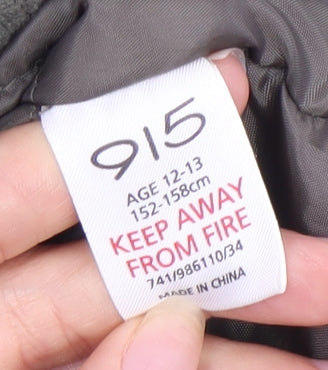 915
AGE 12-13
152-158cm
KEEP AWAY
FROM FIRE
741/986110/34
MADE IN CHINA